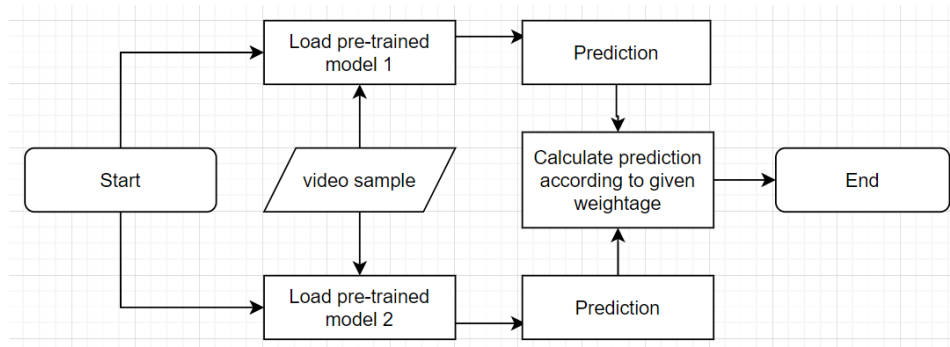 Load pre-trained
model 1
Prediction
Start
video sample
Calculate prediction
according to given
weightage
End
Load pre-trained
model 2
Prediction